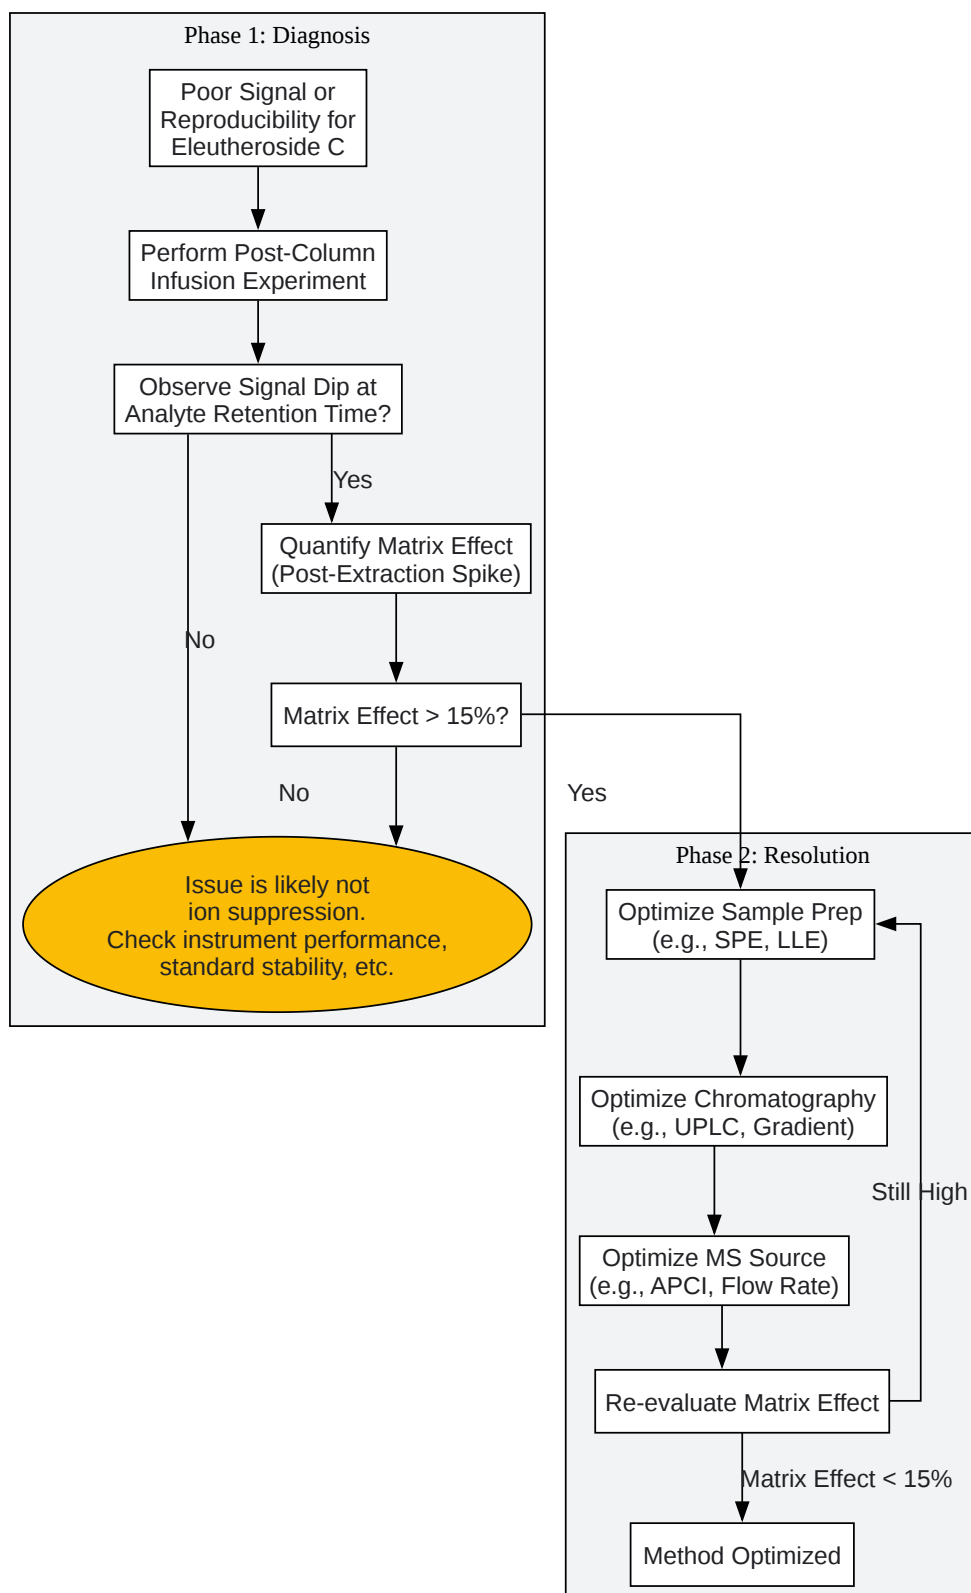 Phase 1: Diagnosis
Poor Signal or
Reproducibility for
Eleutheroside C
Perform Post-Column
Infusion Experiment
Observe Signal Dip at
Analyte Retention Time?
Yes
Quantify Matrix Effect
(Post-Extraction Spike)
No
Matrix Effect > 15%?
No
Yes
Issue is likely not
ion suppression.
Check instrument performance,
standard stability, etc.
Phase 2: Resolution
Optimize Sample Prep
(e.g., SPE, LLE)
Optimize Chromatography
(e.g., UPLC, Gradient)
Still High
Optimize MS Source
(e.g., APCI, Flow Rate)
Re-evaluate Matrix Effect
Matrix Effect < 15%
Method Optimized